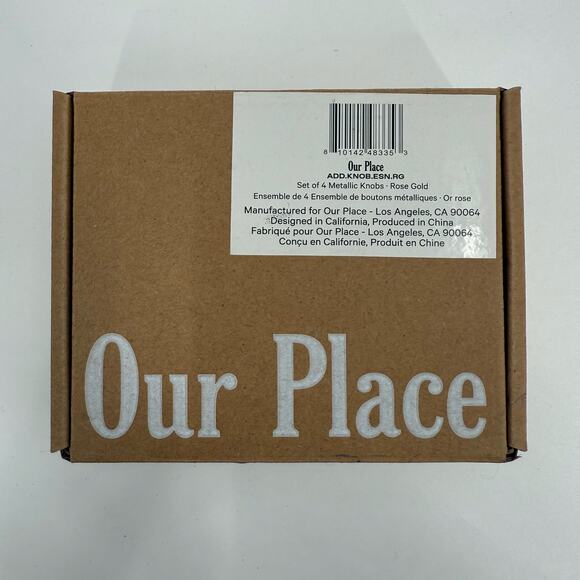 8 10142 48335 3
Our Place
ADD.KNOB.ESN.RG
Set of 4 Metallic Knobs · Rose Gold
Ensemble de 4 Ensemble de boutons métalliques · Or rose
Manufactured for Our Place - Los Angeles, CA 90064
Designed in California, Produced in China
Fabriqué pour Our Place - Los Angeles, CA 90064
Conçu en Californie, Produit en Chine
Our Place